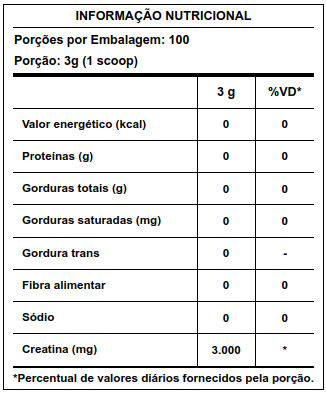 INFORMAÇÃO NUTRICIONAL
Porções por Embalagem: 100
Porção: 3g (1 scoop)
3 g %VD*
Valor energético (kcal) 0 0
Proteínas (g) 0 0
Gorduras totais (g) 0 0
Gorduras saturadas (mg) 0 0
Gordura trans 0 -
Fibra alimentar 0 0
Sódio 0 0
Creatina (mg) 3.000 *
*Percentual de valores diários fornecidos pela porção.